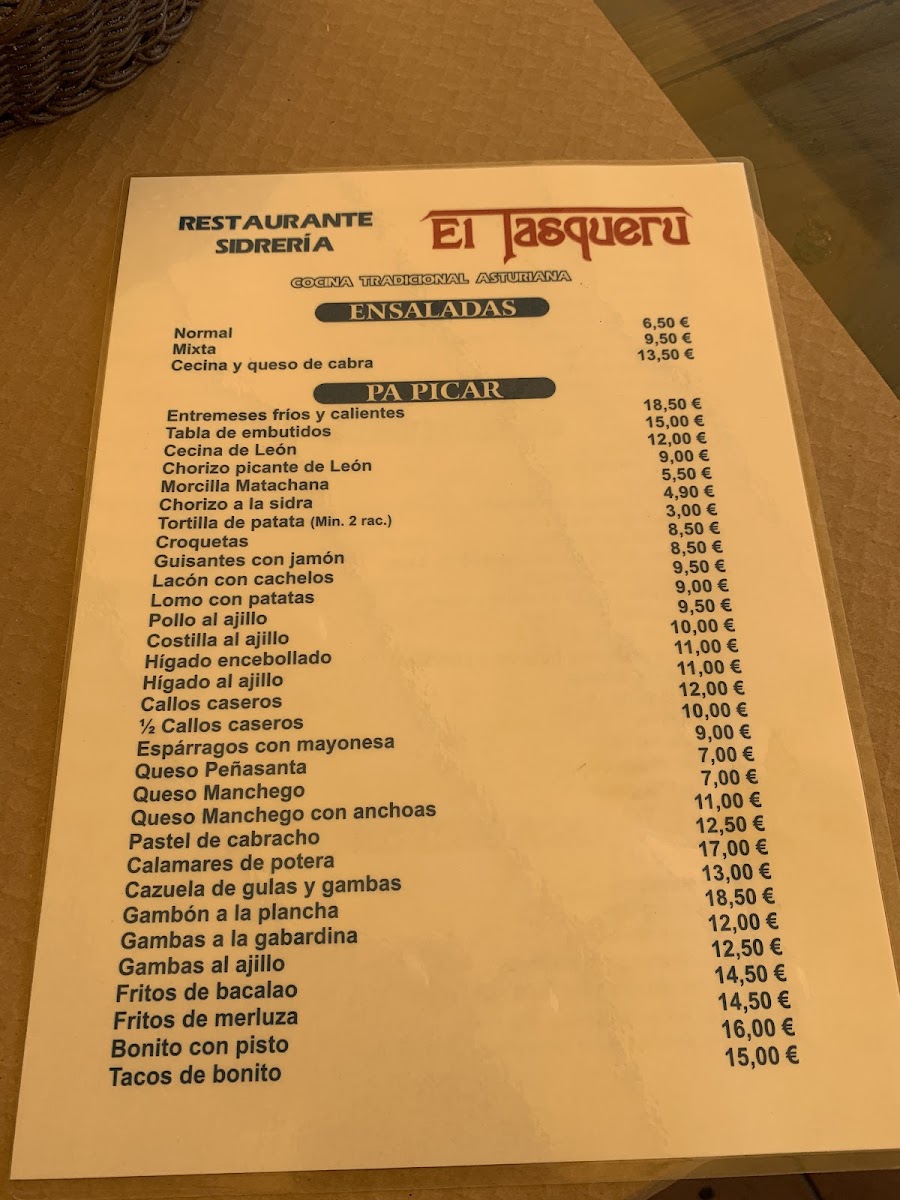 RESTAURANTE
SIDRERÍA
El Tasqueru
COCINA TRADICIONAL ASTURIANA
ENSALADAS
Normal 6,50 €
Mixta 9,50 €
Cecina y queso de cabra 13,50 €
PA PICAR
Entremeses fríos y calientes 18,50 €
Tabla de embutidos 15,00 €
Cecina de León 12,00 €
Chorizo picante de León 9,00 €
Morcilla Matachana 5,50 €
Chorizo a la sidra 4,90 €
Tortilla de patata (Min. 2 rac.) 3,00 €
Croquetas 8,50 €
Guisantes con jamón 8,50 €
Lacón con cachelos 9,50 €
Lomo con patatas 9,00 €
Pollo al ajillo 9,50 €
Costilla al ajillo 10,00 €
Hígado encebollado 11,00 €
Hígado al ajillo 11,00 €
Callos caseros 12,00 €
½ Callos caseros 10,00 €
Espárragos con mayonesa 9,00 €
Queso Peñasanta 7,00 €
Queso Manchego 7,00 €
Queso Manchego con anchoas 11,00 €
Pastel de cabracho 12,50 €
Calamares de potera 17,00 €
Cazuela de gulas y gambas 13,00 €
Gambón a la plancha 18,50 €
Gambas a la gabardina 12,00 €
Gambas al ajillo 12,50 €
Fritos de bacalao 14,50 €
Fritos de merluza 14,50 €
Bonito con pisto 16,00 €
Tacos de bonito 15,00 €